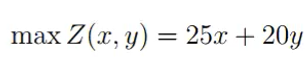 max Z(x, y) = 25x + 20y